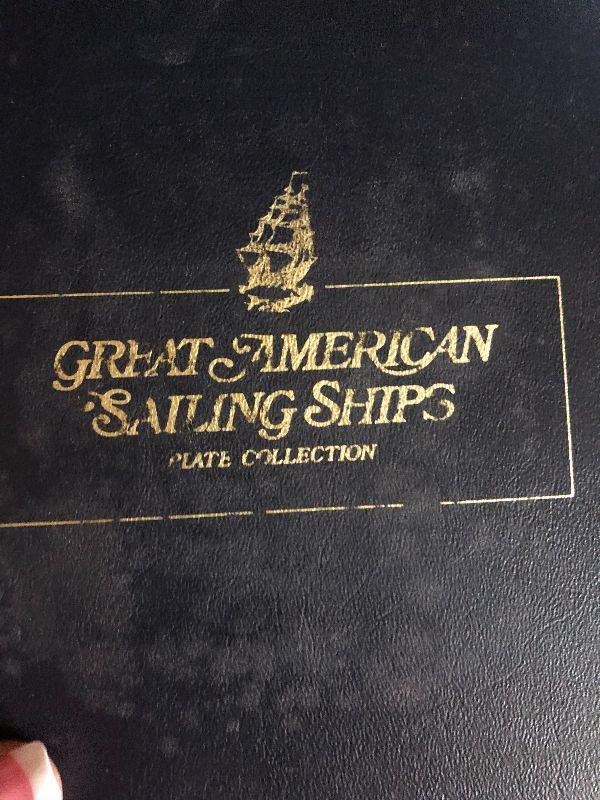 GREAT AMERICAN
SAILING SHIPS
PLATE COLLECTION